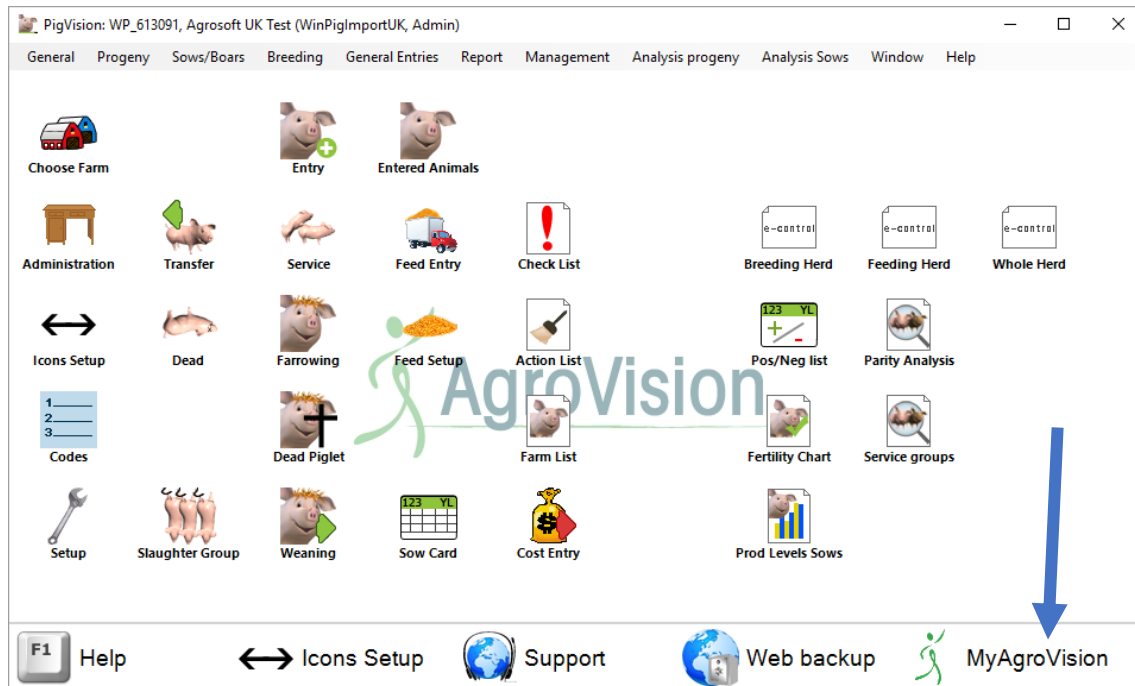 PigVision: WP_613091, Agrosoft UK Test (WinPigImportUK, Admin)
General Progeny Sows/Boars Breeding General Entries Report Management Analysis progeny Analysis Sows Window Help
Choose Farm Entry Entered Animals
e-control e-control e-control
Administration Transfer Service Feed Entry Check List Breeding Herd Feeding Herd Whole Herd
123 YL
Icons Setup Dead Farrowing Feed Setup Action List Pos/Neg list Parity Analysis
AgroVision
1
2
3
Codes Dead Piglet Farm List Fertility Chart Service groups
123 YL
Setup Slaughter Group Weaning Sow Card Cost Entry Prod Levels Sows
F1 Help Icons Setup Support Web backup MyAgroVision